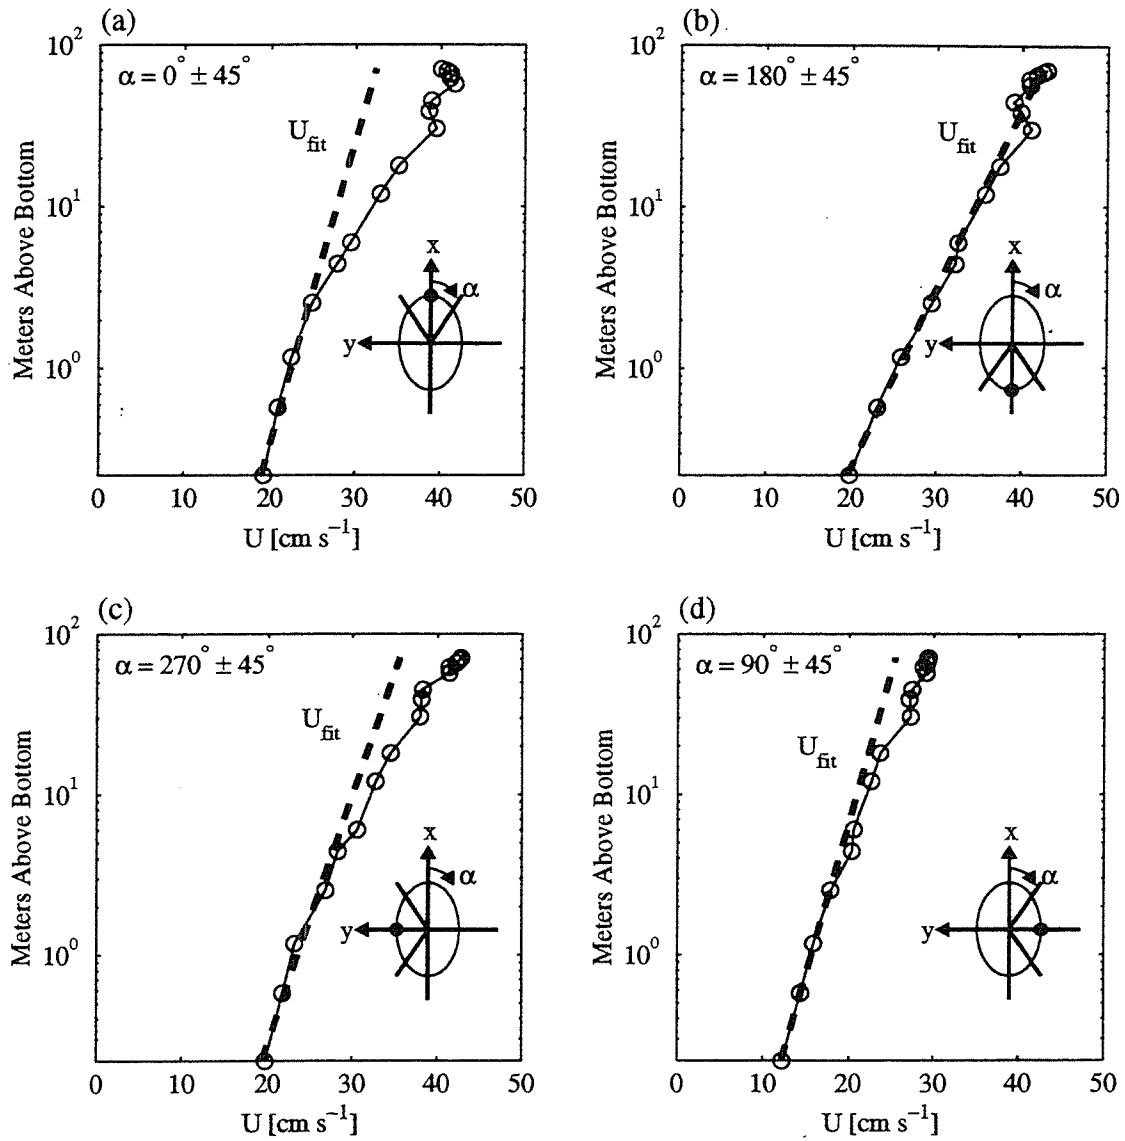 (a)
10²
α = 0° ± 45°
U_fit
10¹
x
α
y
10⁰
Meters Above Bottom
0 10 20 30 40 50
U [cm s⁻¹]
(b)
10²
α = 180° ± 45°
U_fit
10¹
x
α
y
10⁰
Meters Above Bottom
0 10 20 30 40 50
U [cm s⁻¹]
(c)
10²
α = 270° ± 45°
U_fit
10¹
x
α
y
10⁰
Meters Above Bottom
0 10 20 30 40 50
U [cm s⁻¹]
(d)
10²
α = 90° ± 45°
U_fit
10¹
x
α
y
10⁰
Meters Above Bottom
0 10 20 30 40 50
U [cm s⁻¹]